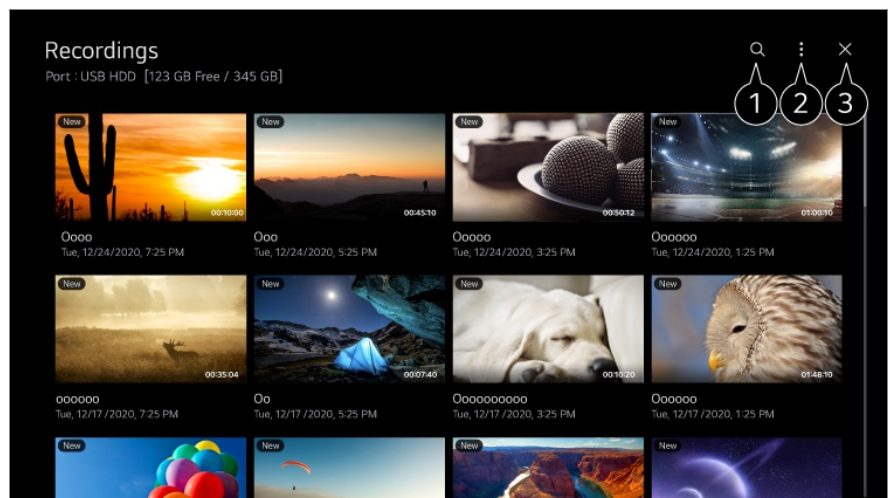 Recordings
Port : USB HDD [123 GB Free / 345 GB]
1 2 3
New New New New
00:10:00 00:45:10 00:50:12 01:00:10
Oooo Ooo Ooooo Oooooo
Tue, 12/24/2020, 7:25 PM Tue, 12/24/2020, 5:25 PM Tue, 12/24/2020, 3:25 PM Tue, 12/24/2020, 1:25 PM
New New New New
00:35:04 00:07:40 00:10:20 01:48:10
oooooo Oo Oooooooooo Oooooo
Tue, 12/17/2020, 7:25 PM Tue, 12/17/2020, 5:25 PM Tue, 12/17/2020, 3:25 PM Tue, 12/17/2020, 1:25 PM
New New New New